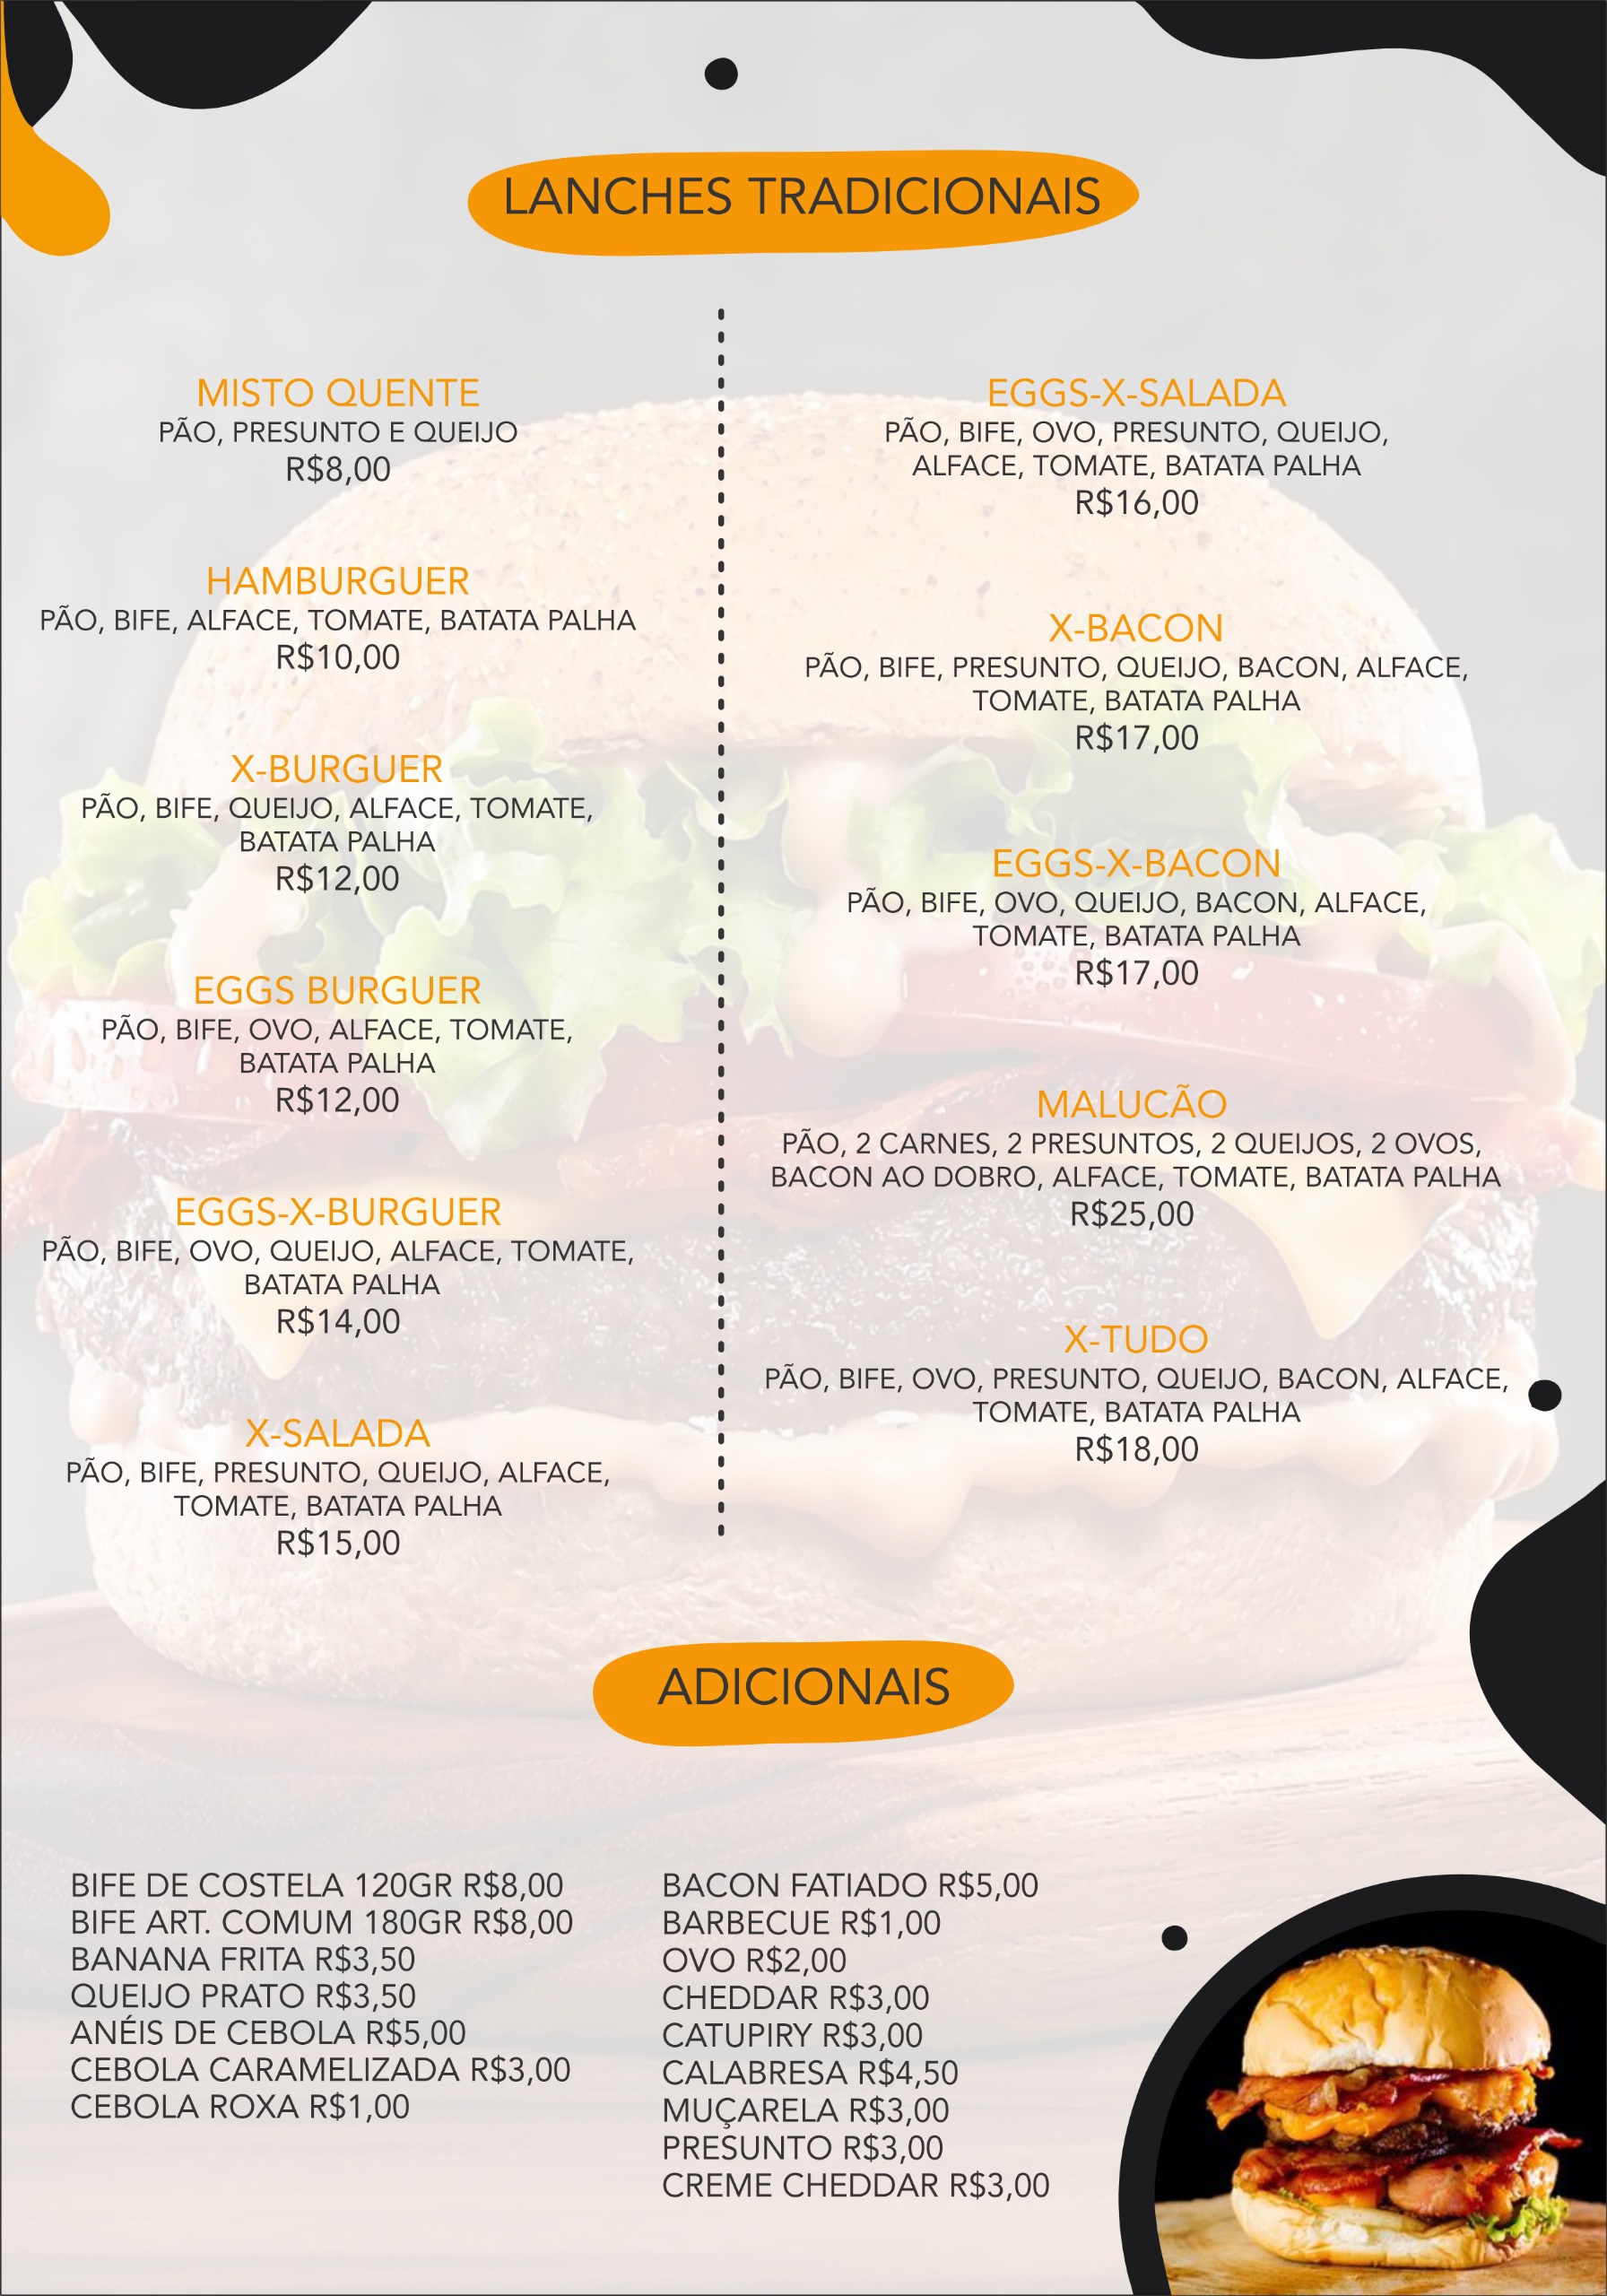 LANCHES TRADICIONAIS
MISTO QUENTE
PÃO, PRESUNTO E QUEIJO
R$8,00
HAMBURGUER
PÃO, BIFE, ALFACE, TOMATE, BATATA PALHA
R$10,00
X-BURGUER
PÃO, BIFE, QUEIJO, ALFACE, TOMATE,
BATATA PALHA
R$12,00
EGGS BURGUER
PÃO, BIFE, OVO, ALFACE, TOMATE,
BATATA PALHA
R$12,00
EGGS-X-BURGUER
PÃO, BIFE, OVO, QUEIJO, ALFACE, TOMATE,
BATATA PALHA
R$14,00
X-SALADA
PÃO, BIFE, PRESUNTO, QUEIJO, ALFACE,
TOMATE, BATATA PALHA
R$15,00
EGGS-X-SALADA
PÃO, BIFE, OVO, PRESUNTO, QUEIJO,
ALFACE, TOMATE, BATATA PALHA
R$16,00
X-BACON
PÃO, BIFE, PRESUNTO, QUEIJO, BACON, ALFACE,
TOMATE, BATATA PALHA
R$17,00
EGGS-X-BACON
PÃO, BIFE, OVO, QUEIJO, BACON, ALFACE,
TOMATE, BATATA PALHA
R$17,00
MALUCÃO
PÃO, 2 CARNES, 2 PRESUNTOS, 2 QUEIJOS, 2 OVOS,
BACON AO DOBRO, ALFACE, TOMATE, BATATA PALHA
R$25,00
X-TUDO
PÃO, BIFE, OVO, PRESUNTO, QUEIJO, BACON, ALFACE,
TOMATE, BATATA PALHA
R$18,00
ADICIONAIS
BIFE DE COSTELA 120GR R$8,00
BIFE ART. COMUM 180GR R$8,00
BANANA FRITA R$3,50
QUEIJO PRATO R$3,50
ANÉIS DE CEBOLA R$5,00
CEBOLA CARAMELIZADA R$3,00
CEBOLA ROXA R$1,00
BACON FATIADO R$5,00
BARBECUE R$1,00
OVO R$2,00
CHEDDAR R$3,00
CATUPIRY R$3,00
CALABRESA R$4,50
MUÇARELA R$3,00
PRESUNTO R$3,00
CREME CHEDDAR R$3,00